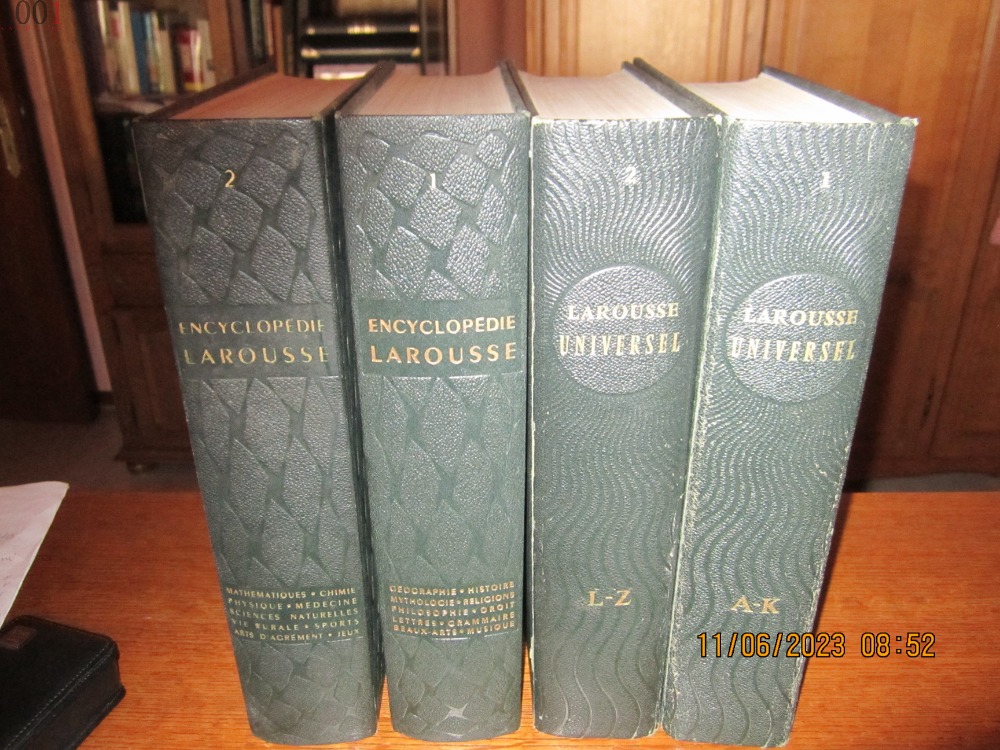 00
2
ENCYCLOPÉDIE
LAROUSSE
MATHÉMATIQUES • CHIMIE
PHYSIQUE • MÉDECINE
SCIENCES NATURELLES
VIE RURALE • SPORTS
ARTS D'AGRÉMENT • JEUX
1
ENCYCLOPÉDIE
LAROUSSE
GÉOGRAPHIE • HISTOIRE
MYTHOLOGIE • RELIGIONS
PHILOSOPHIE • DROIT
LETTRES • GRAMMAIRE
BEAUX-ARTS • MUSIQUE
2
LAROUSSE
UNIVERSEL
L-Z
1
LAROUSSE
UNIVERSEL
A-K
11/06/2023 08:52